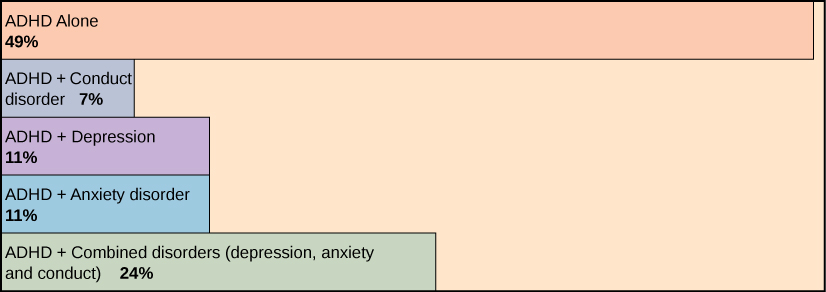 ADHD Alone
49%
ADHD + Conduct
disorder 7%
ADHD + Depression
11%
ADHD + Anxiety disorder
11%
ADHD + Combined disorders (depression, anxiety
and conduct) 24%